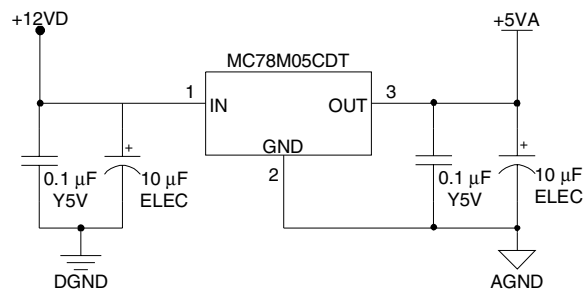 +12VD
+5VA
MC78M05CDT
1
IN
OUT
3
GND
2
+
0.1 µF
Y5V
10 µF
ELEC
+
0.1 µF
Y5V
10 µF
ELEC
DGND
AGND